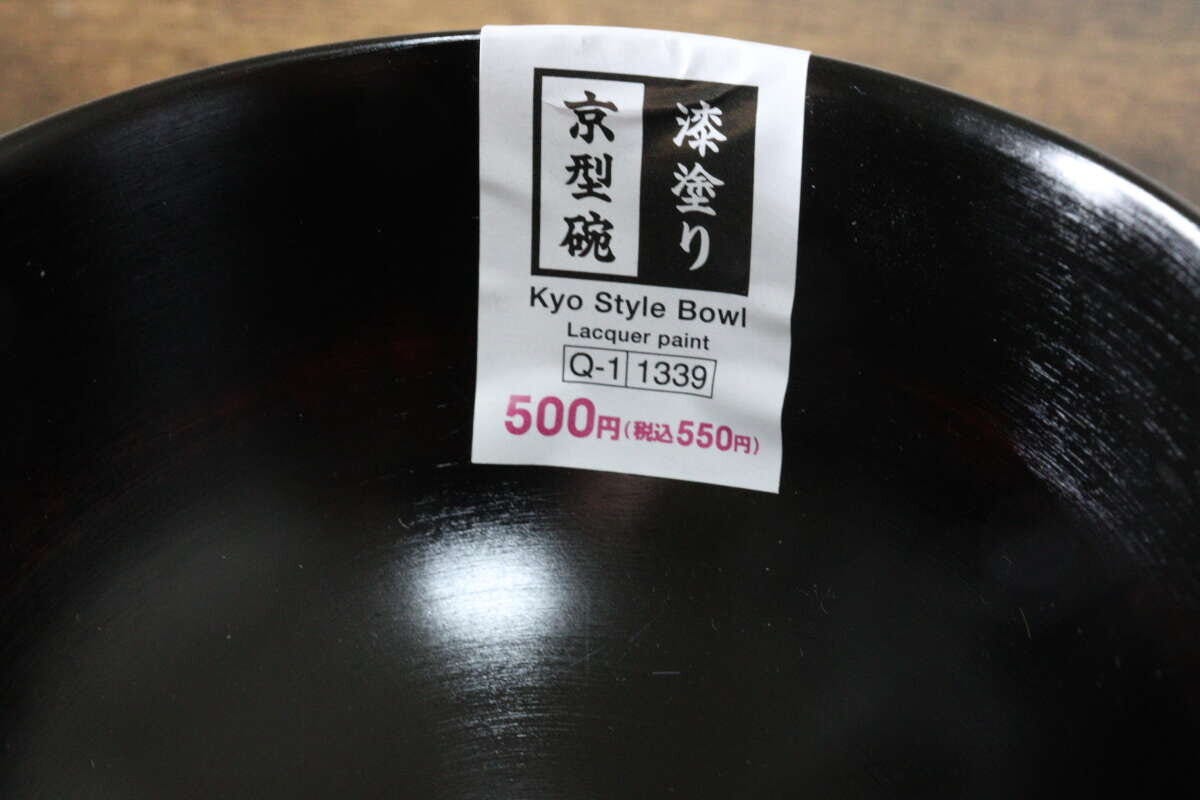 漆塗り
京型碗
Kyo Style Bowl
Lacquer paint
Q-1 1339
500円(税込550円)